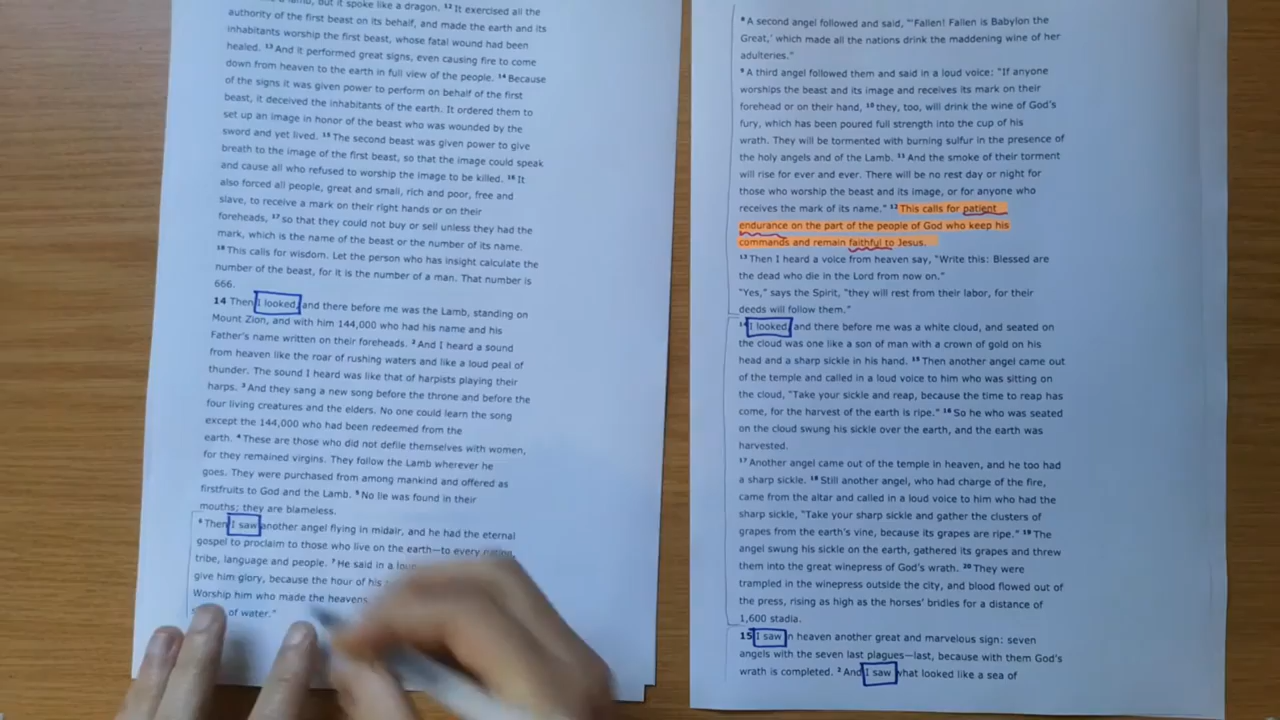 lamb, but it spoke like a dragon. 12 It exercised all the
authority of the first beast on its behalf, and made the earth and its
inhabitants worship the first beast, whose fatal wound had been
healed. 13 And it performed great signs, even causing fire to come
down from heaven to the earth in full view of the people. 14 Because
of the signs it was given power to perform on behalf of the first
beast, it deceived the inhabitants of the earth. It ordered them to
set up an image in honor of the beast who was wounded by the
sword and yet lived. 15 The second beast was given power to give
breath to the image of the first beast, so that the image could speak
and cause all who refused to worship the image to be killed. 16 It
also forced all people, great and small, rich and poor, free and
slave, to receive a mark on their right hands or on their
foreheads, 17 so that they could not buy or sell unless they had the
mark, which is the name of the beast or the number of its name.
18 This calls for wisdom. Let the person who has insight calculate the
number of the beast, for it is the number of a man. That number is
666.
14 Then I looked, and there before me was the Lamb, standing on
Mount Zion, and with him 144,000 who had his name and his
Father's name written on their foreheads. 2 And I heard a sound
from heaven like the roar of rushing waters and like a loud peal of
thunder. The sound I heard was like that of harpists playing their
harps. 3 And they sang a new song before the throne and before the
four living creatures and the elders. No one could learn the song
except the 144,000 who had been redeemed from the
earth. 4 These are those who did not defile themselves with women,
for they remained virgins. They follow the Lamb wherever he
goes. They were purchased from among mankind and offered as
firstfruits to God and the Lamb. 5 No lie was found in their
mouths; they are blameless.
6 Then I saw another angel flying in midair, and he had the eternal
gospel to proclaim to those who live on the earth—to every nation,
tribe, language and people. 7 He said in a loud
give him glory, because the hour of his
Worship him who made the heavens
of water."
8 A second angel followed and said, "'Fallen! Fallen is Babylon the
Great,' which made all the nations drink the maddening wine of her
adulteries."
9 A third angel followed them and said in a loud voice: "If anyone
worships the beast and its image and receives its mark on their
forehead or on their hand, 10 they, too, will drink the wine of God's
fury, which has been poured full strength into the cup of his
wrath. They will be tormented with burning sulfur in the presence of
the holy angels and of the Lamb. 11 And the smoke of their torment
will rise for ever and ever. There will be no rest day or night for
those who worship the beast and its image, or for anyone who
receives the mark of its name." 12 This calls for patient
endurance on the part of the people of God who keep his
commands and remain faithful to Jesus.
13 Then I heard a voice from heaven say, "Write this: Blessed are
the dead who die in the Lord from now on."
"Yes," says the Spirit, "they will rest from their labor, for their
deeds will follow them."
14 I looked, and there before me was a white cloud, and seated on
the cloud was one like a son of man with a crown of gold on his
head and a sharp sickle in his hand. 15 Then another angel came out
of the temple and called in a loud voice to him who was sitting on
the cloud, "Take your sickle and reap, because the time to reap has
come, for the harvest of the earth is ripe." 16 So he who was seated
on the cloud swung his sickle over the earth, and the earth was
harvested.
17 Another angel came out of the temple in heaven, and he too had
a sharp sickle. 18 Still another angel, who had charge of the fire,
came from the altar and called in a loud voice to him who had the
sharp sickle, "Take your sharp sickle and gather the clusters of
grapes from the earth's vine, because its grapes are ripe." 19 The
angel swung his sickle on the earth, gathered its grapes and threw
them into the great winepress of God's wrath. 20 They were
trampled in the winepress outside the city, and blood flowed out of
the press, rising as high as the horses' bridles for a distance of
1,600 stadia.
15 I saw in heaven another great and marvelous sign: seven
angels with the seven last plagues—last, because with them God's
wrath is completed. 2 And I saw what looked like a sea of